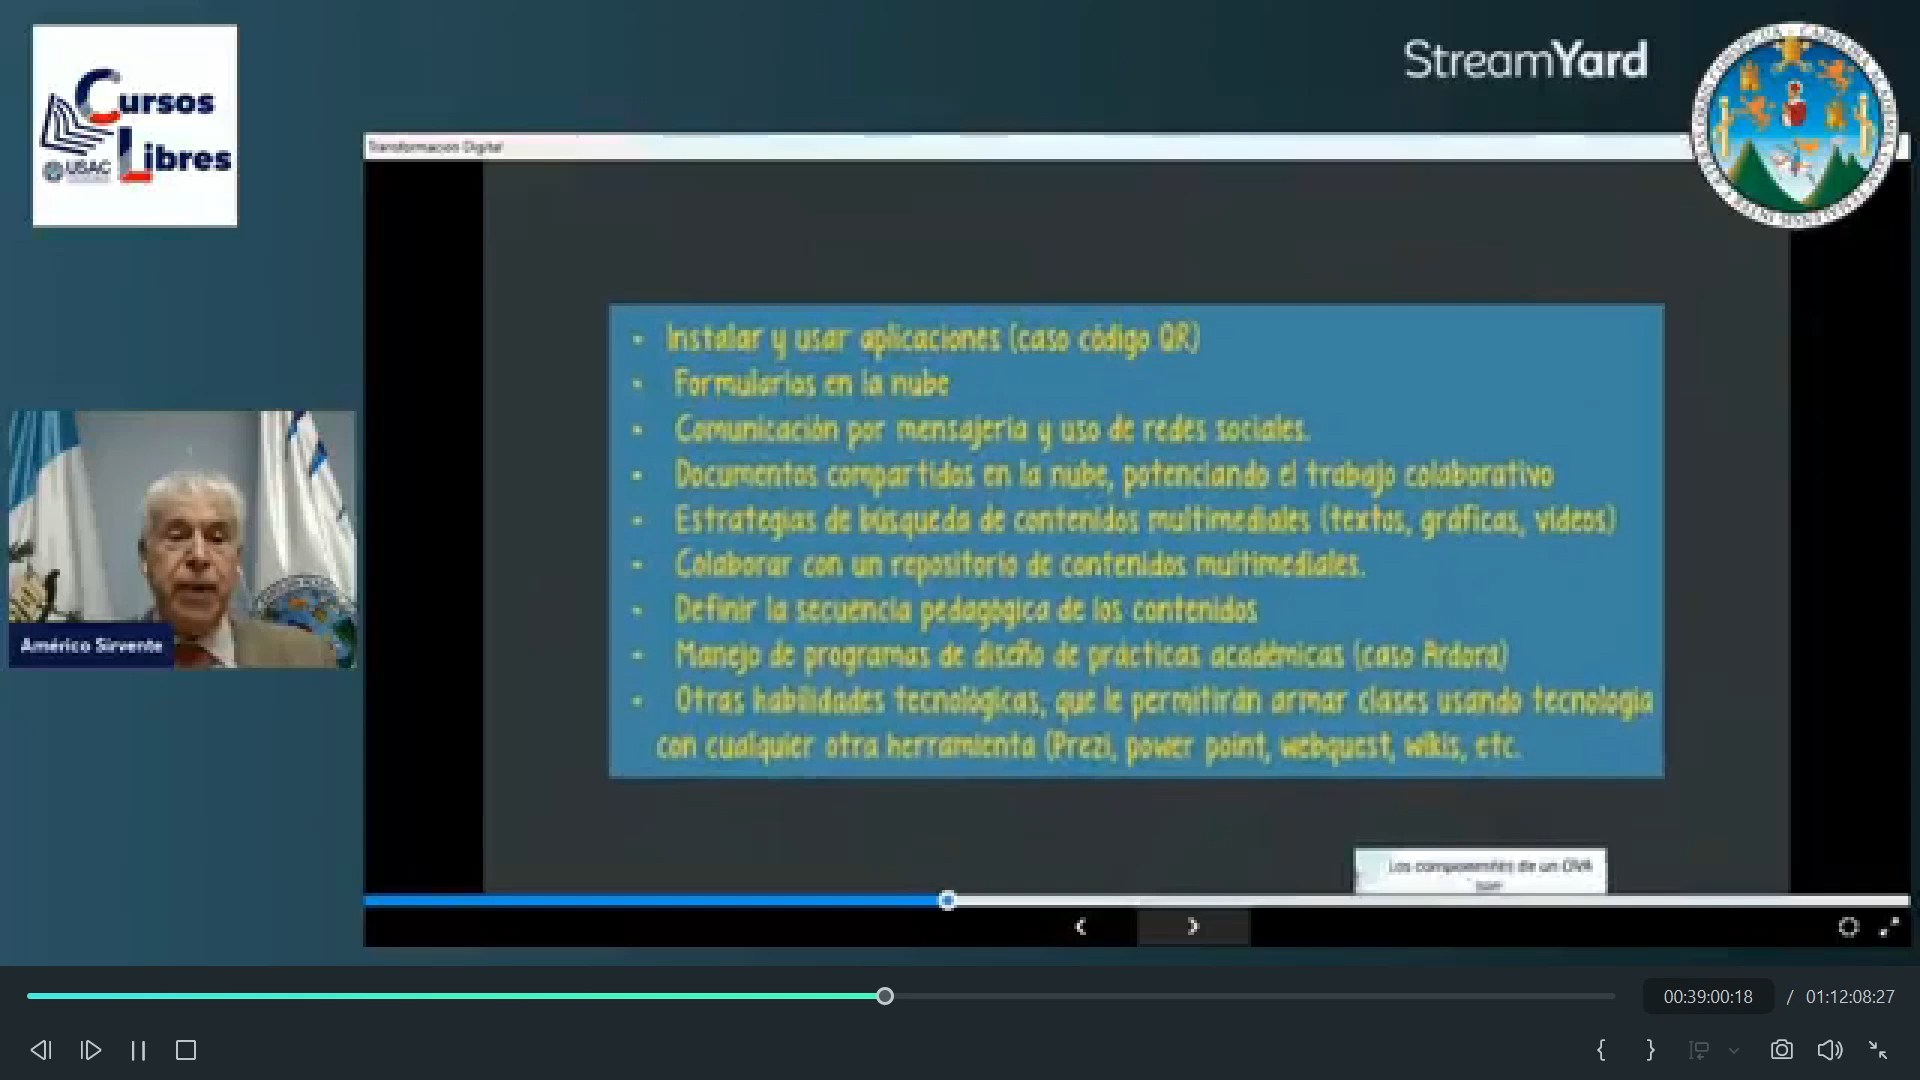 Cursos
Libres
USAC
StreamYard
Transformación Digital
- Instalar y usar aplicaciones (caso código QR)
- Formularios en la nube
- Comunicación por mensajería y uso de redes sociales.
- Documentos compartidos en la nube, potenciando el trabajo colaborativo
- Estrategias de búsqueda de contenidos multimediales (textos, gráficas, videos)
- Colaborar con un repositorio de contenidos multimediales.
- Definir la secuencia pedagógica de los contenidos
- Manejo de programas de diseño de prácticas académicas (caso Ardora)
- Otras habilidades tecnológicas, que le permitirán armar clases usando tecnología
con cualquier otra herramienta (Prezi, power point, webquest, wikis, etc.
Américo Sirvente
Los componentes de un OVA
son
00:39:00:18 / 01:12:08:27